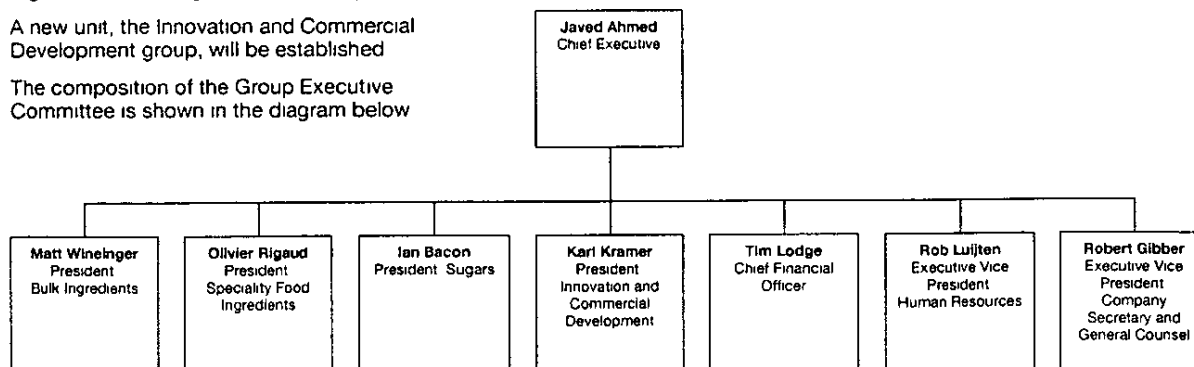 A new unit, the Innovation and Commercial
Development group, will be established
The composition of the Group Executive
Committee is shown in the diagram below
Javed Ahmed
Chief Executive
Matt Wineinger
President
Bulk Ingredients
Olivier Rigaud
President
Speciality Food
Ingredients
Ian Bacon
President Sugars
Karl Kramer
President
Innovation and
Commercial
Development
Tim Lodge
Chief Financial
Officer
Rob Luijten
Executive Vice
President
Human Resources
Robert Gibber
Executive Vice
President
Company
Secretary and
General Counsel